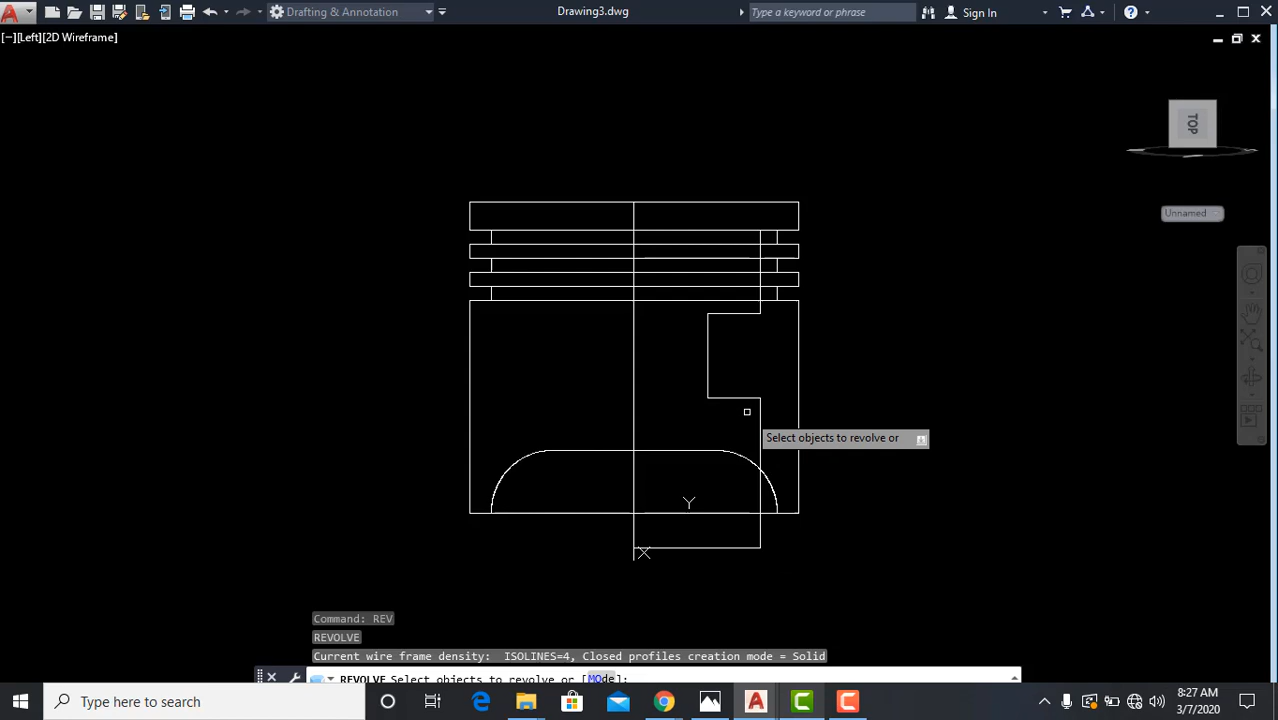 Drafting & Annotation
Drawing3.dwg
Type a keyword or phrase
Sign In
?
[−][Left][2D Wireframe]
TOP
Unnamed
Select objects to revolve or
Y
X
Command: REV
REVOLVE
Current wire frame density:  ISOLINES=4, Closed profiles creation mode = Solid
REVOLVE Select objects to revolve or [MOde]:
Type here to search
8:27 AM
3/7/2020